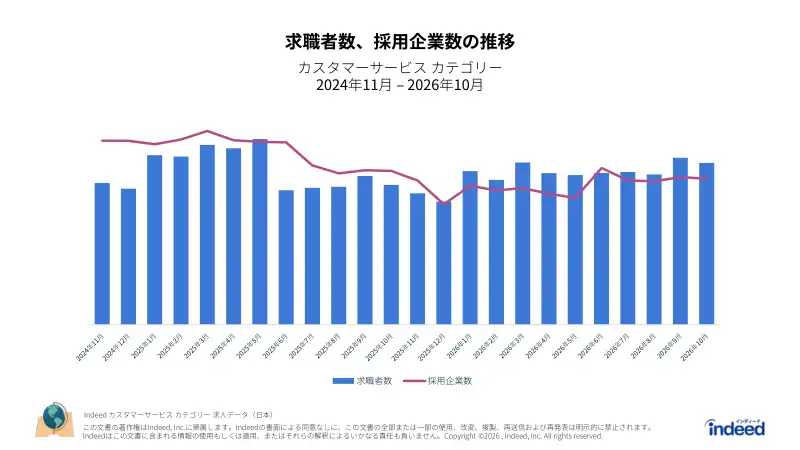 求職者数、採用企業数の推移
カスタマーサービス カテゴリー
2024年11月 – 2026年10月
2024年11月
2024年12月
2025年1月
2025年2月
2025年3月
2025年4月
2025年5月
2025年6月
2025年7月
2025年8月
2025年9月
2025年10月
2025年11月
2025年12月
2026年1月
2026年2月
2026年3月
2026年4月
2026年5月
2026年6月
2026年7月
2026年8月
2026年9月
2026年10月
求職者数 採用企業数
Indeed カスタマーサービス カテゴリー 求人データ（日本）
この文書の著作権はIndeed, Inc.に帰属します。Indeedの書面による同意なしに、この文書の全部または一部の使用、改変、複製、再送信および再発表は明示的に禁止されます。
Indeedはこの文書に含まれる情報の使用もしくは適用、またはそれらの解釈によるいかなる責任も負いません。Copyright ©2026 , Indeed, Inc. All rights reserved.
インディード
indeed